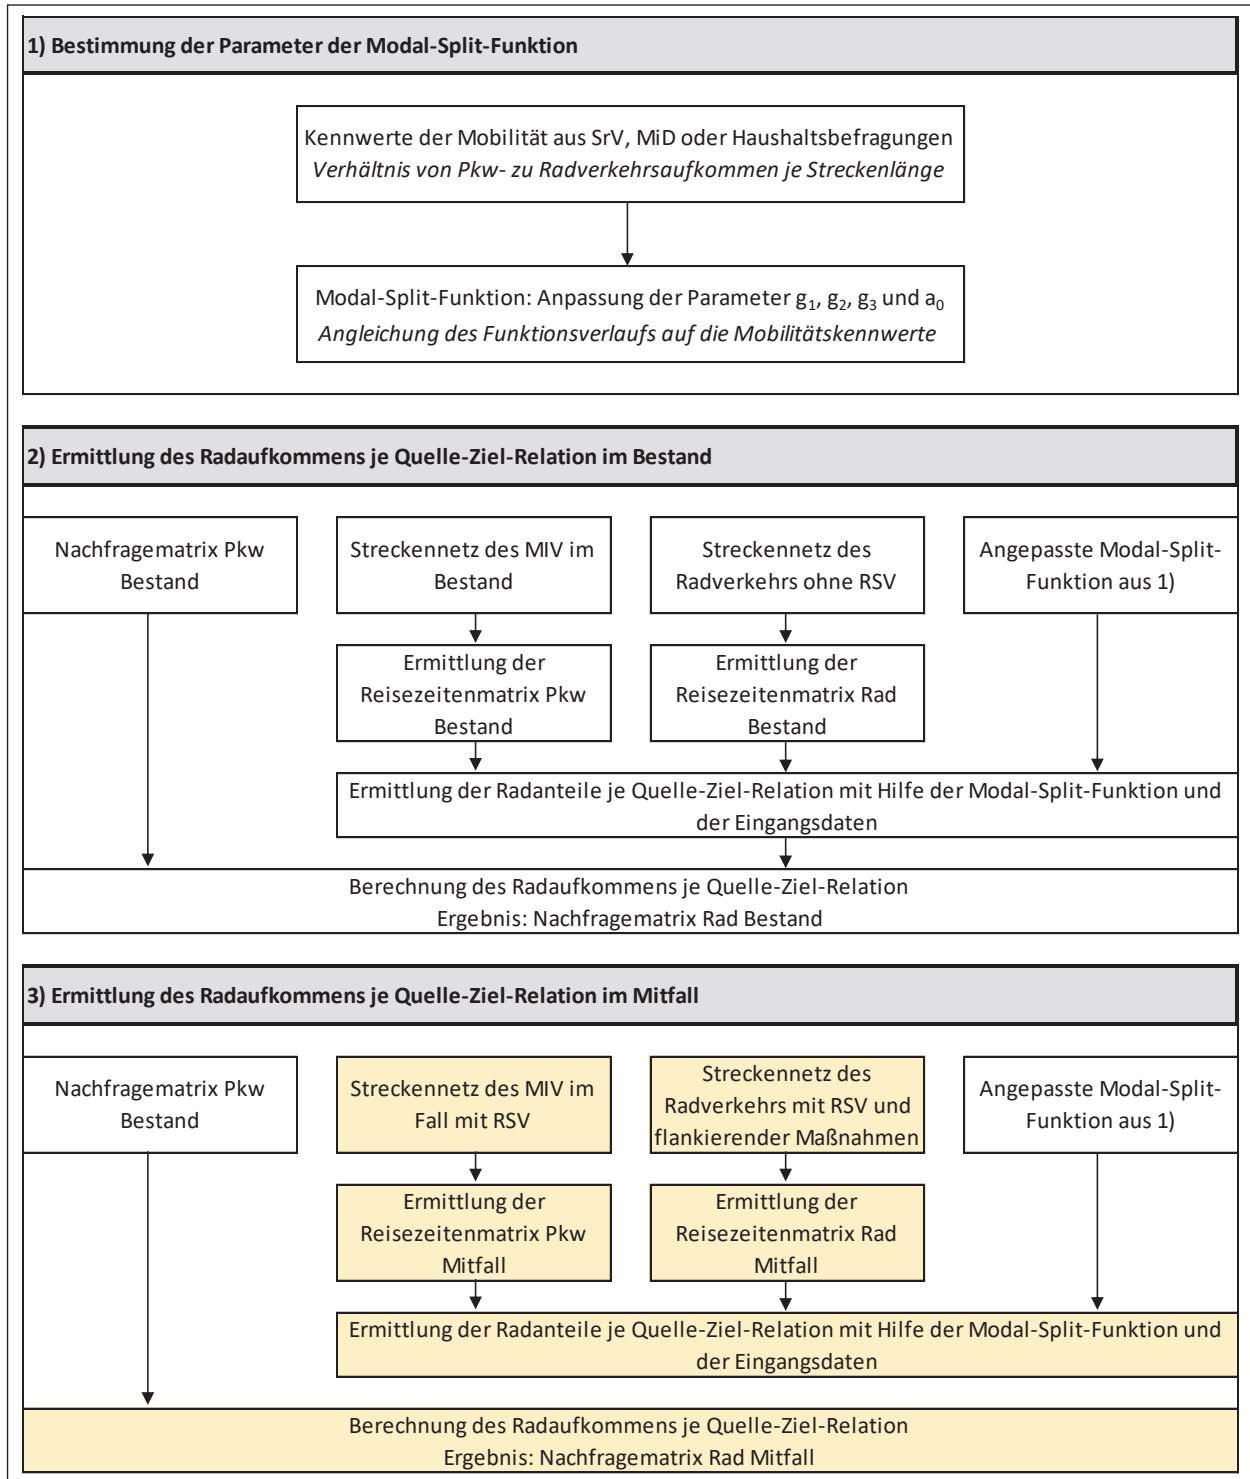 1) Bestimmung der Parameter der Modal-Split-Funktion
Kennwerte der Mobilität aus SrV, MiD oder Haushaltsbefragungen
Verhältnis von Pkw- zu Radverkehrsaufkommen je Streckenlänge
Modal-Split-Funktion: Anpassung der Parameter g₁, g₂, g₃ und a₀
Angleichung des Funktionsverlaufs auf die Mobilitätskennwerte
2) Ermittlung des Radaufkommens je Quelle-Ziel-Relation im Bestand
Nachfragematrix Pkw
Bestand
Streckennetz des MIV im
Bestand
Streckennetz des
Radverkehrs ohne RSV
Angepasste Modal-Split-
Funktion aus 1)
Ermittlung der
Reisezeitenmatrix Pkw
Bestand
Ermittlung der
Reisezeitenmatrix Rad
Bestand
Ermittlung der Radanteile je Quelle-Ziel-Relation mit Hilfe der Modal-Split-Funktion und
der Eingangsdaten
Berechnung des Radaufkommens je Quelle-Ziel-Relation
Ergebnis: Nachfragematrix Rad Bestand
3) Ermittlung des Radaufkommens je Quelle-Ziel-Relation im Mitfall
Nachfragematrix Pkw
Bestand
Streckennetz des MIV im
Fall mit RSV
Streckennetz des
Radverkehrs mit RSV und
flankierender Maßnahmen
Angepasste Modal-Split-
Funktion aus 1)
Ermittlung der
Reisezeitenmatrix Pkw
Mitfall
Ermittlung der
Reisezeitenmatrix Rad
Mitfall
Ermittlung der Radanteile je Quelle-Ziel-Relation mit Hilfe der Modal-Split-Funktion und
der Eingangsdaten
Berechnung des Radaufkommens je Quelle-Ziel-Relation
Ergebnis: Nachfragematrix Rad Mitfall